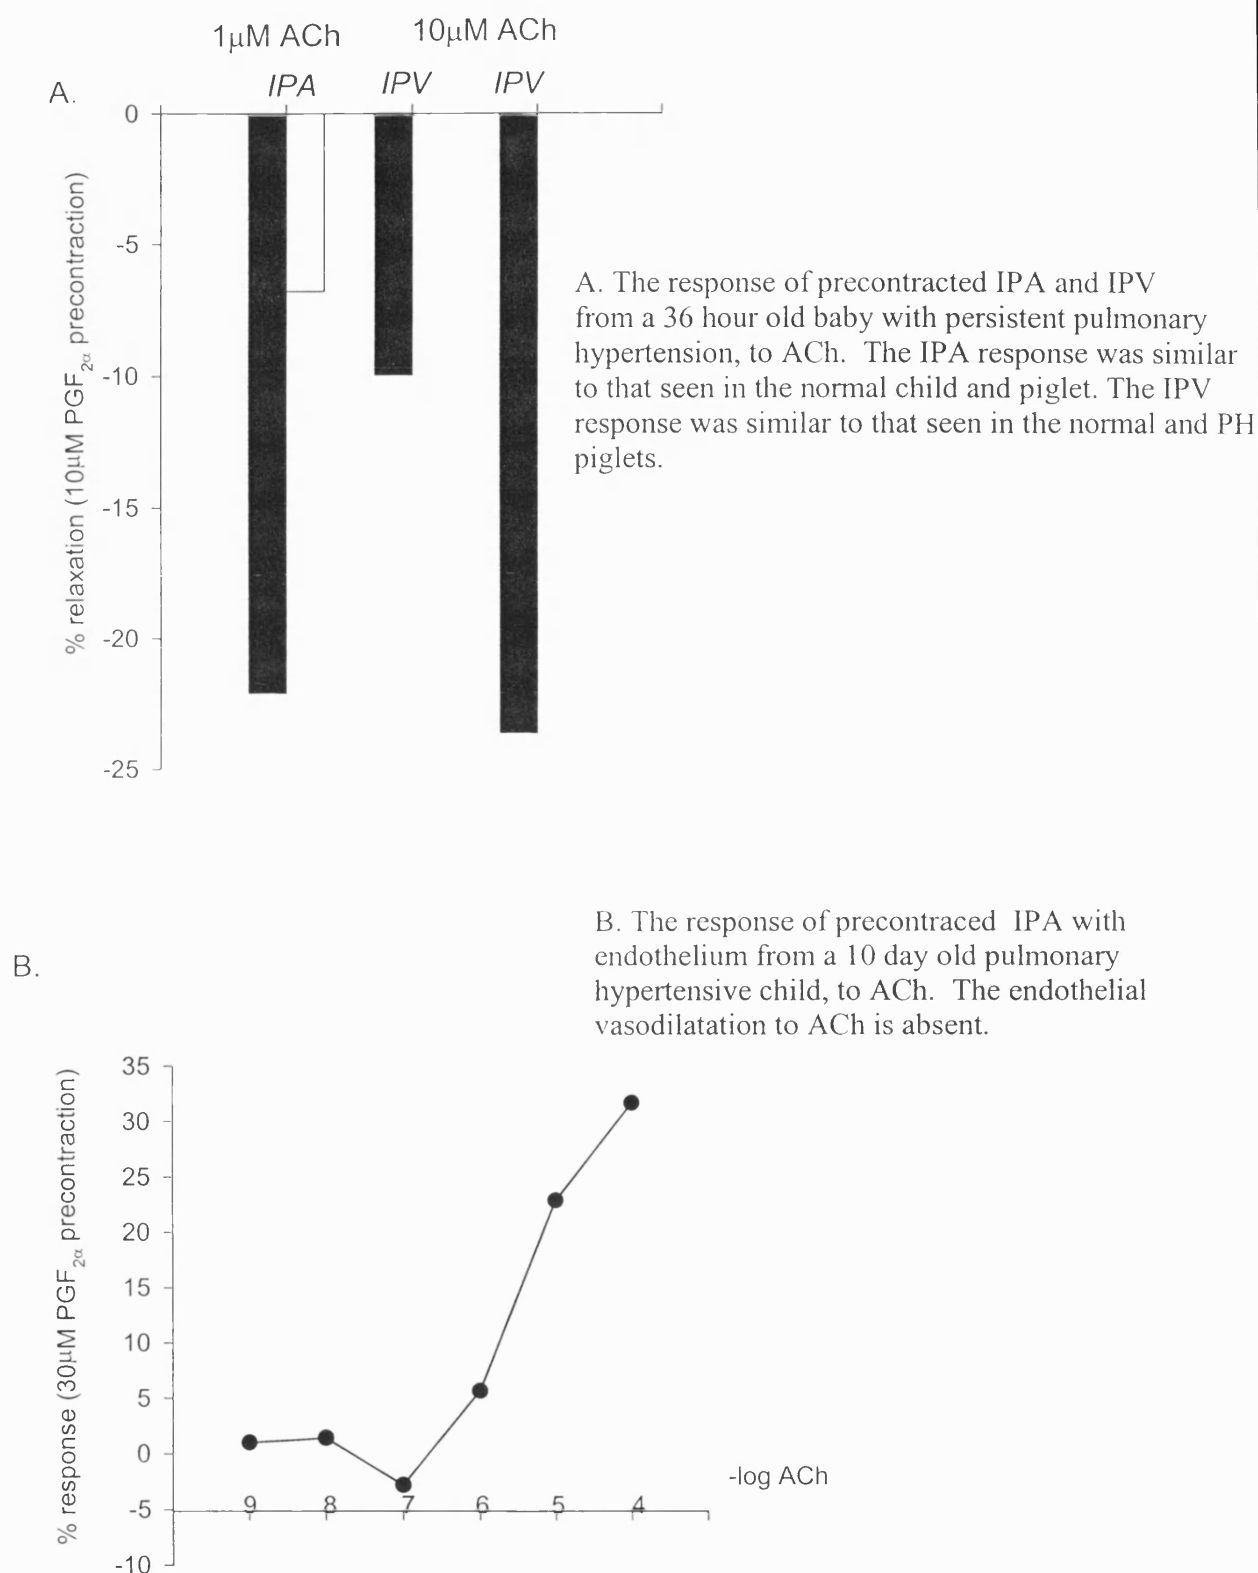 1µM ACh 10µM ACh
IPA IPV IPV
A.
0
-5
-10
-15
-20
-25
% relaxation (10µM PGF2α precontraction)
A. The response of precontracted IPA and IPV
from a 36 hour old baby with persistent pulmonary
hypertension, to ACh. The IPA response was similar
to that seen in the normal child and piglet. The IPV
response was similar to that seen in the normal and PH
piglets.
B. The response of precontraced IPA with
endothelium from a 10 day old pulmonary
hypertensive child, to ACh. The endothelial
vasodilatation to ACh is absent.
B.
35
30
25
20
15
10
5
0
-5
-10
% response (30µM PGF2α precontraction)
9 8 7 6 5 4
-log ACh